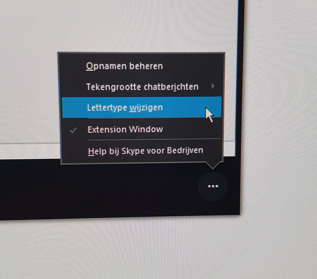 Opnamen beheren
Tekengrootte chatberichten
Lettertype wijzigen
Extension Window
Help bij Skype voor Bedrijven